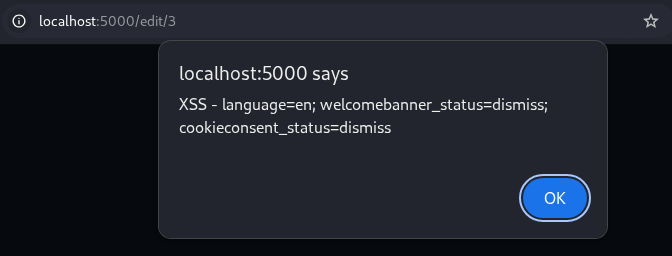 localhost:5000/edit/3
localhost:5000 says
XSS - language=en; welcomebanner_status=dismiss;
cookieconsent_status=dismiss
OK